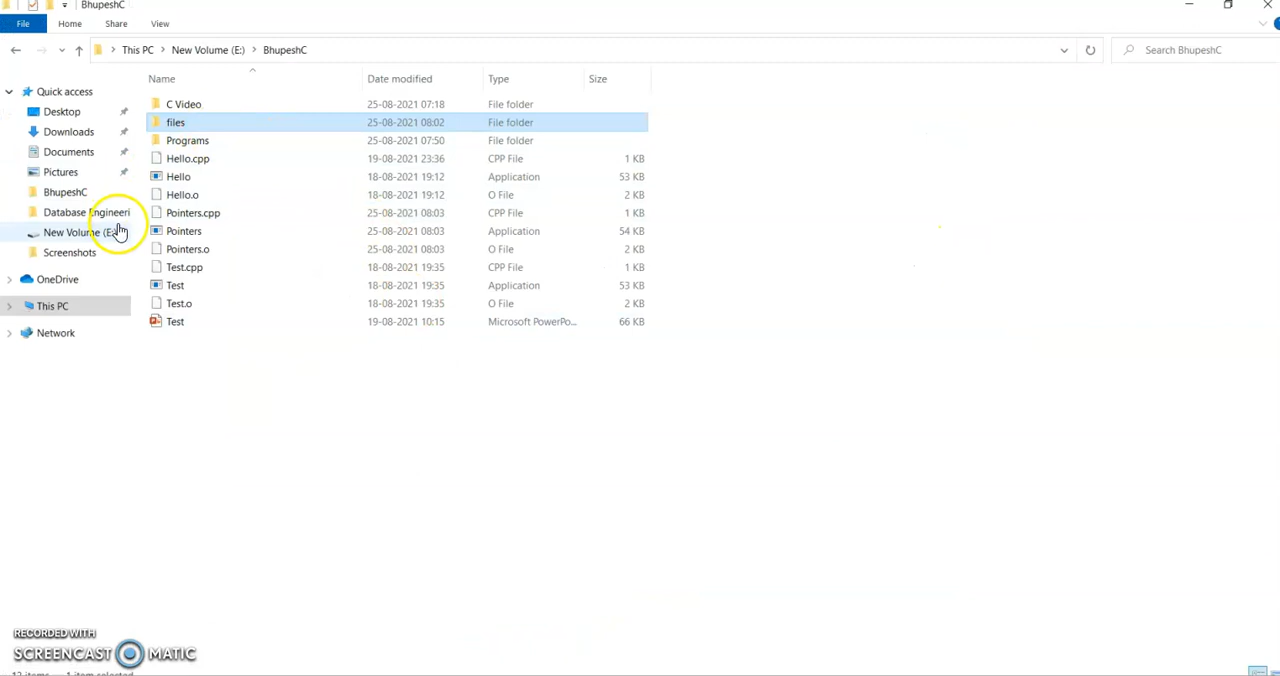 BhupeshC
File Home Share View
This PC New Volume (E:) BhupeshC Search BhupeshC
Name Date modified Type Size
Quick access
Desktop
Downloads
Documents
Pictures
BhupeshC
Database Engineeri
New Volume (E:)
Screenshots
OneDrive
This PC
Network
C Video 25-08-2021 07:18 File folder
files 25-08-2021 08:02 File folder
Programs 25-08-2021 07:50 File folder
Hello.cpp 19-08-2021 23:36 CPP File 1 KB
Hello 18-08-2021 19:12 Application 53 KB
Hello.o 18-08-2021 19:12 O File 2 KB
Pointers.cpp 25-08-2021 08:03 CPP File 1 KB
Pointers 25-08-2021 08:03 Application 54 KB
Pointers.o 25-08-2021 08:03 O File 2 KB
Test.cpp 18-08-2021 19:35 CPP File 1 KB
Test 18-08-2021 19:35 Application 53 KB
Test.o 18-08-2021 19:35 O File 2 KB
Test 19-08-2021 10:15 Microsoft PowerPo... 66 KB
RECORDED WITH
SCREENCAST MATIC
13 items 1 item selected